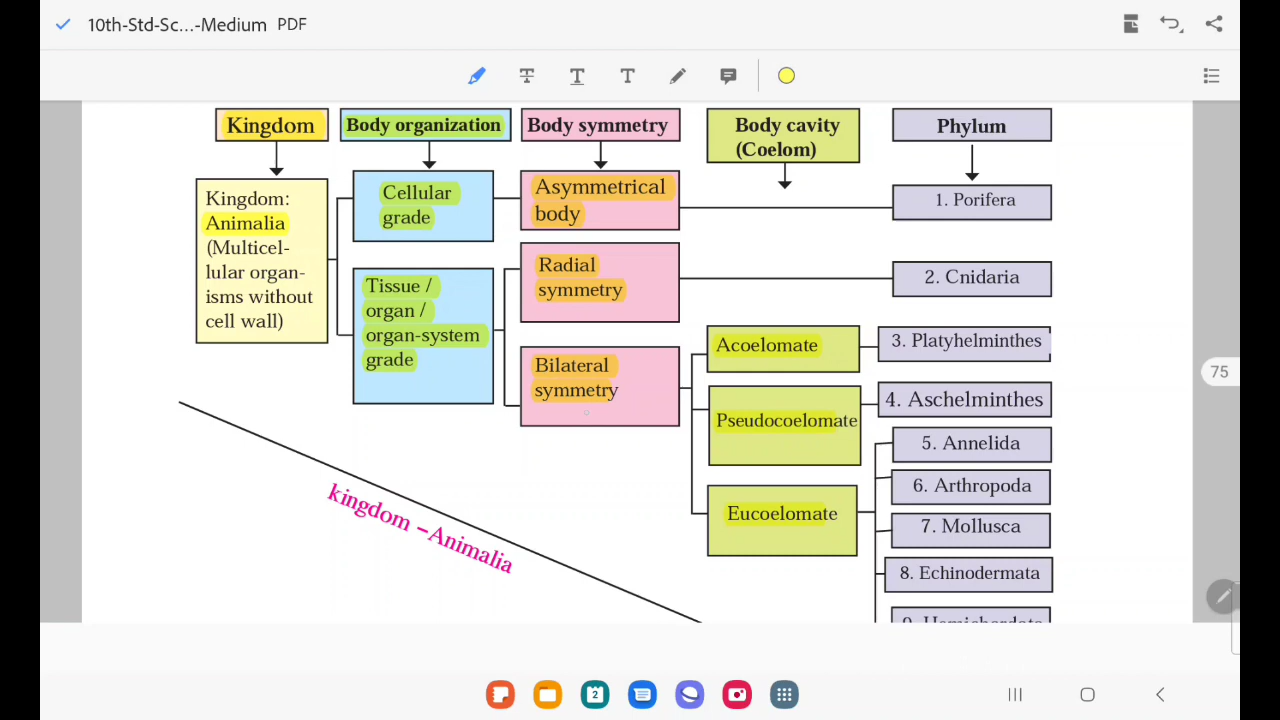 10th-Std-Sc...-Medium PDF
Kingdom
Body organization
Body symmetry
Body cavity
(Coelom)
Phylum
Kingdom:
Animalia
(Multicel-
lular organ-
isms without
cell wall)
Cellular
grade
Tissue /
organ /
organ-system
grade
Asymmetrical
body
Radial
symmetry
Bilateral
symmetry
Acoelomate
Pseudocoelomate
Eucoelomate
1. Porifera
2. Cnidaria
3. Platyhelminthes
4. Aschelminthes
5. Annelida
6. Arthropoda
7. Mollusca
8. Echinodermata
kingdom -Animalia
75
2